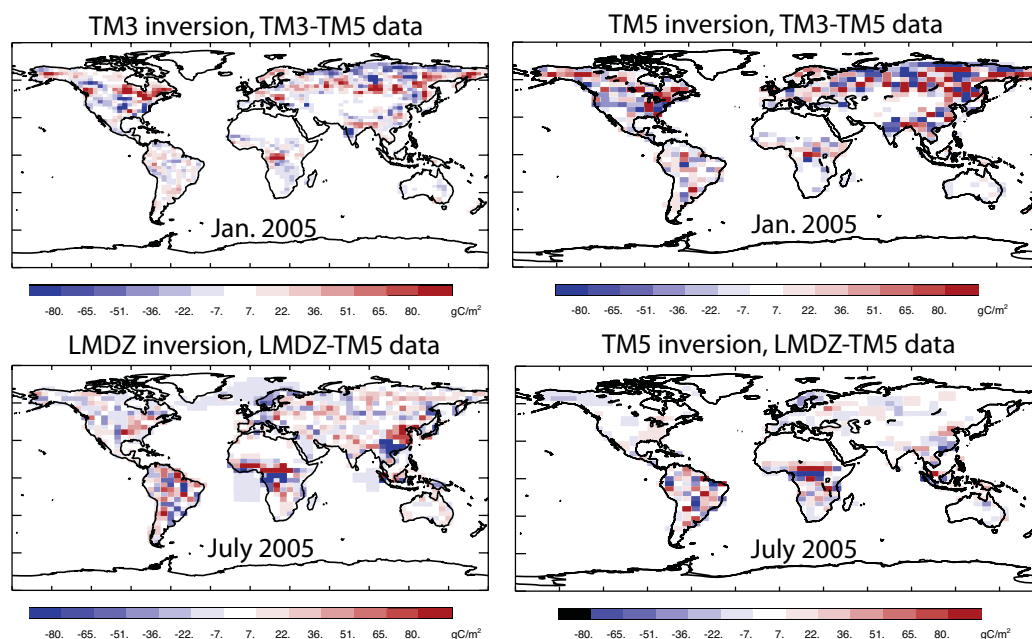 TM3 inversion, TM3-TM5 data
TM5 inversion, TM3-TM5 data
Jan. 2005
Jan. 2005
-80. -65. -51. -36. -22. -7. 7. 22. 36. 51. 65. 80. gC/m²
-80. -65. -51. -36. -22. -7. 7. 22. 36. 51. 65. 80. gC/m²
LMDZ inversion, LMDZ-TM5 data
TM5 inversion, LMDZ-TM5 data
July 2005
July 2005
-80. -65. -51. -36. -22. -7. 7. 22. 36. 51. 65. 80. gC/m²
-80. -65. -51. -36. -22. -7. 7. 22. 36. 51. 65. 80. gC/m²